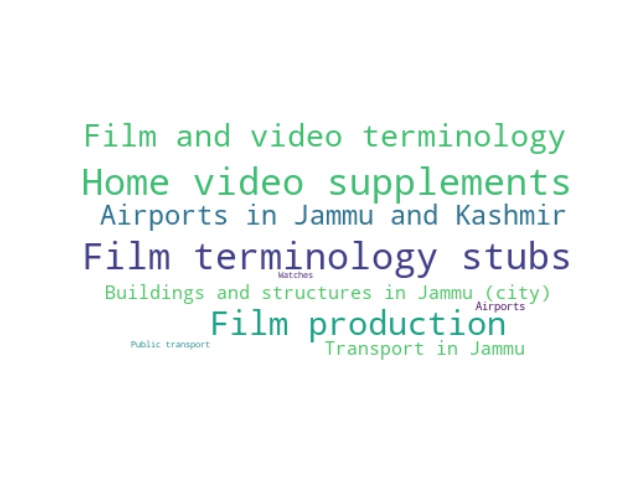 Film and video terminology
Home video supplements
Airports in Jammu and Kashmir
Film terminology stubs
Watches
Buildings and structures in Jammu (city)
Airports
Film production
Public transport
Transport in Jammu